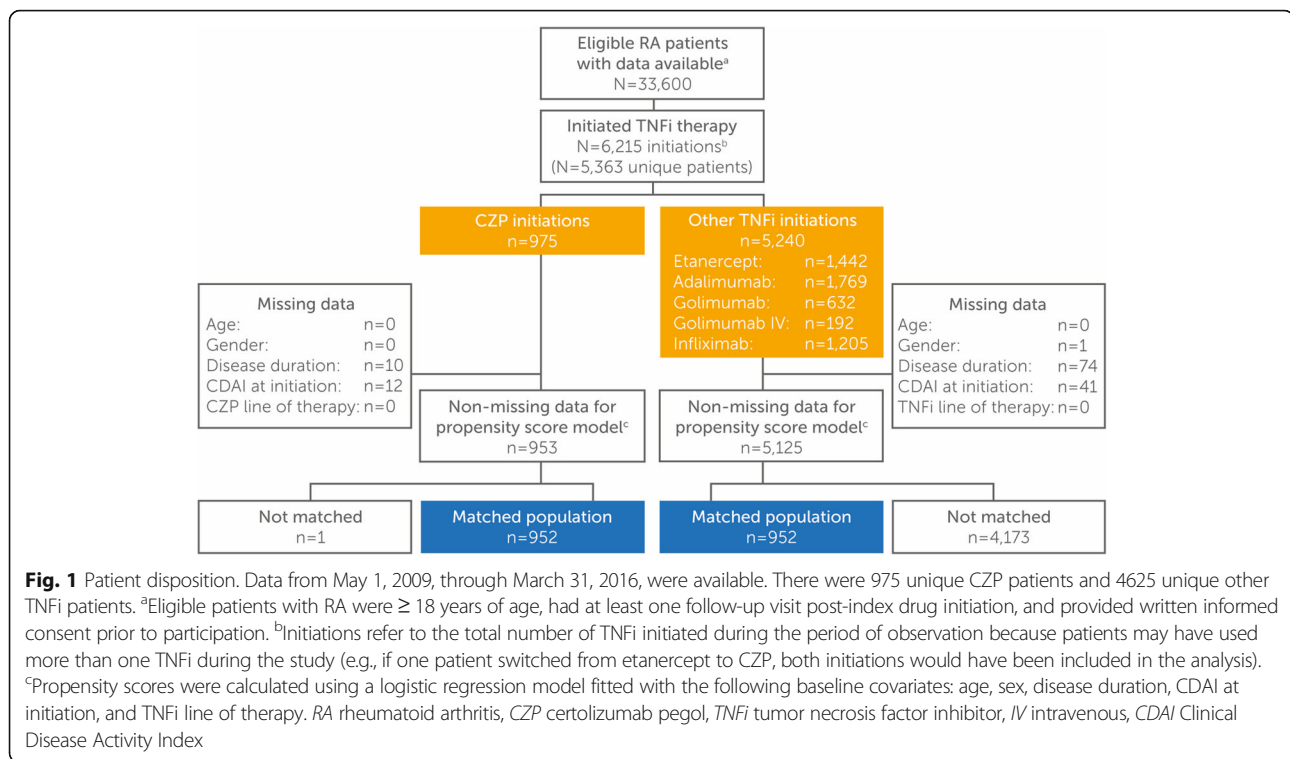 Eligible RA patients
with data availableᵃ
N=33,600
Initiated TNFi therapy
N=6,215 initiationsᵇ
(N=5,363 unique patients)
CZP initiations
n=975
Other TNFi initiations
n=5,240
Etanercept: n=1,442
Adalimumab: n=1,769
Golimumab: n=632
Golimumab IV: n=192
Infliximab: n=1,205
Missing data
Age: n=0
Gender: n=0
Disease duration: n=10
CDAI at initiation: n=12
CZP line of therapy: n=0
Missing data
Age: n=0
Gender: n=1
Disease duration: n=74
CDAI at initiation: n=41
TNFi line of therapy: n=0
Non-missing data for
propensity score modelᶜ
n=953
Non-missing data for
propensity score modelᶜ
n=5,125
Not matched
n=1
Matched population
n=952
Matched population
n=952
Not matched
n=4,173
Fig. 1 Patient disposition. Data from May 1, 2009, through March 31, 2016, were available. There were 975 unique CZP patients and 4625 unique other
TNFi patients. ᵃEligible patients with RA were ≥ 18 years of age, had at least one follow-up visit post-index drug initiation, and provided written informed
consent prior to participation. ᵇInitiations refer to the total number of TNFi initiated during the period of observation because patients may have used
more than one TNFi during the study (e.g., if one patient switched from etanercept to CZP, both initiations would have been included in the analysis).
ᶜPropensity scores were calculated using a logistic regression model fitted with the following baseline covariates: age, sex, disease duration, CDAI at
initiation, and TNFi line of therapy. RA rheumatoid arthritis, CZP certolizumab pegol, TNFi tumor necrosis factor inhibitor, IV intravenous, CDAI Clinical
Disease Activity Index